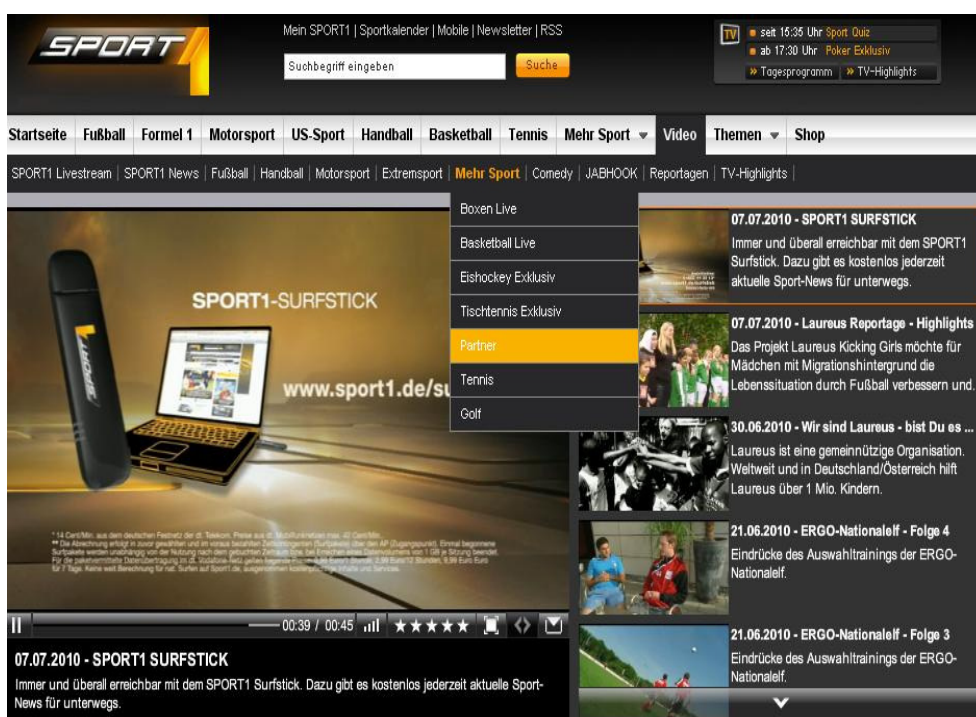 SPORT
Mein SPORT1 | Sportkalender | Mobile | Newsletter | RSS
Suchbegriff eingeben
Suche
TV
seit 15:35 Uhr Sport Quiz
ab 17:30 Uhr Poker Exklusiv
» Tagesprogramm » TV-Highlights
Startseite Fußball Formel 1 Motorsport US-Sport Handball Basketball Tennis Mehr Sport Video Themen Shop
SPORT1 Livestream | SPORT1 News | Fußball | Handball | Motorsport | Extremsport | Mehr Sport | Comedy | JABHOOK | Reportagen | TV-Highlights |
Boxen Live
Basketball Live
Eishockey Exklusiv
Tischtennis Exklusiv
Partner
Tennis
Golf
SPORT1-SURFSTICK
www.sport1.de/su
00:39 / 00:45
07.07.2010 - SPORT1 SURFSTICK
Immer und überall erreichbar mit dem SPORT1 Surfstick. Dazu gibt es kostenlos jederzeit aktuelle Sport-
News für unterwegs.
07.07.2010 - SPORT1 SURFSTICK
Immer und überall erreichbar mit dem SPORT1
Surfstick. Dazu gibt es kostenlos jederzeit
aktuelle Sport-News für unterwegs.
07.07.2010 - Laureus Reportage - Highlights
Das Projekt Laureus Kicking Girls möchte für
Mädchen mit Migrationshintergrund die
Lebenssituation durch Fußball verbessern und.
30.06.2010 - Wir sind Laureus - bist Du es ...
Laureus ist eine gemeinnützige Organisation.
Weltweit und in Deutschland/Österreich hilft
Laureus über 1 Mio. Kindern.
21.06.2010 - ERGO-Nationalelf - Folge 4
Eindrücke des Auswahltrainings der ERGO-
Nationalelf.
21.06.2010 - ERGO-Nationalelf - Folge 3
Eindrücke des Auswahltrainings der ERGO-
Nationalelf.